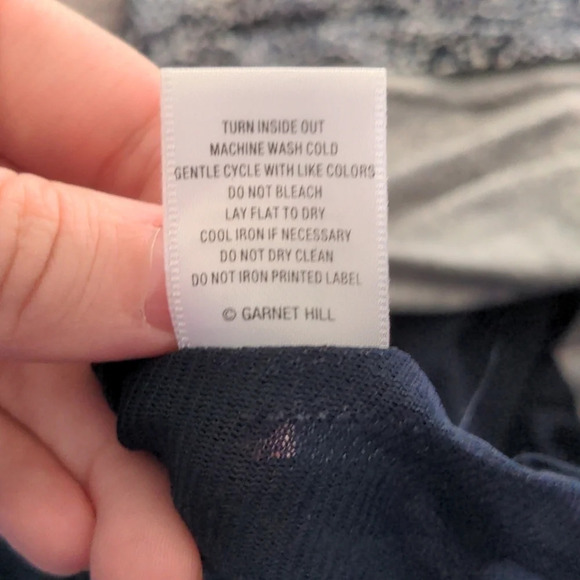 TURN INSIDE OUT
MACHINE WASH COLD
GENTLE CYCLE WITH LIKE COLORS
DO NOT BLEACH
LAY FLAT TO DRY
COOL IRON IF NECESSARY
DO NOT DRY CLEAN
DO NOT IRON PRINTED LABEL
© GARNET HILL